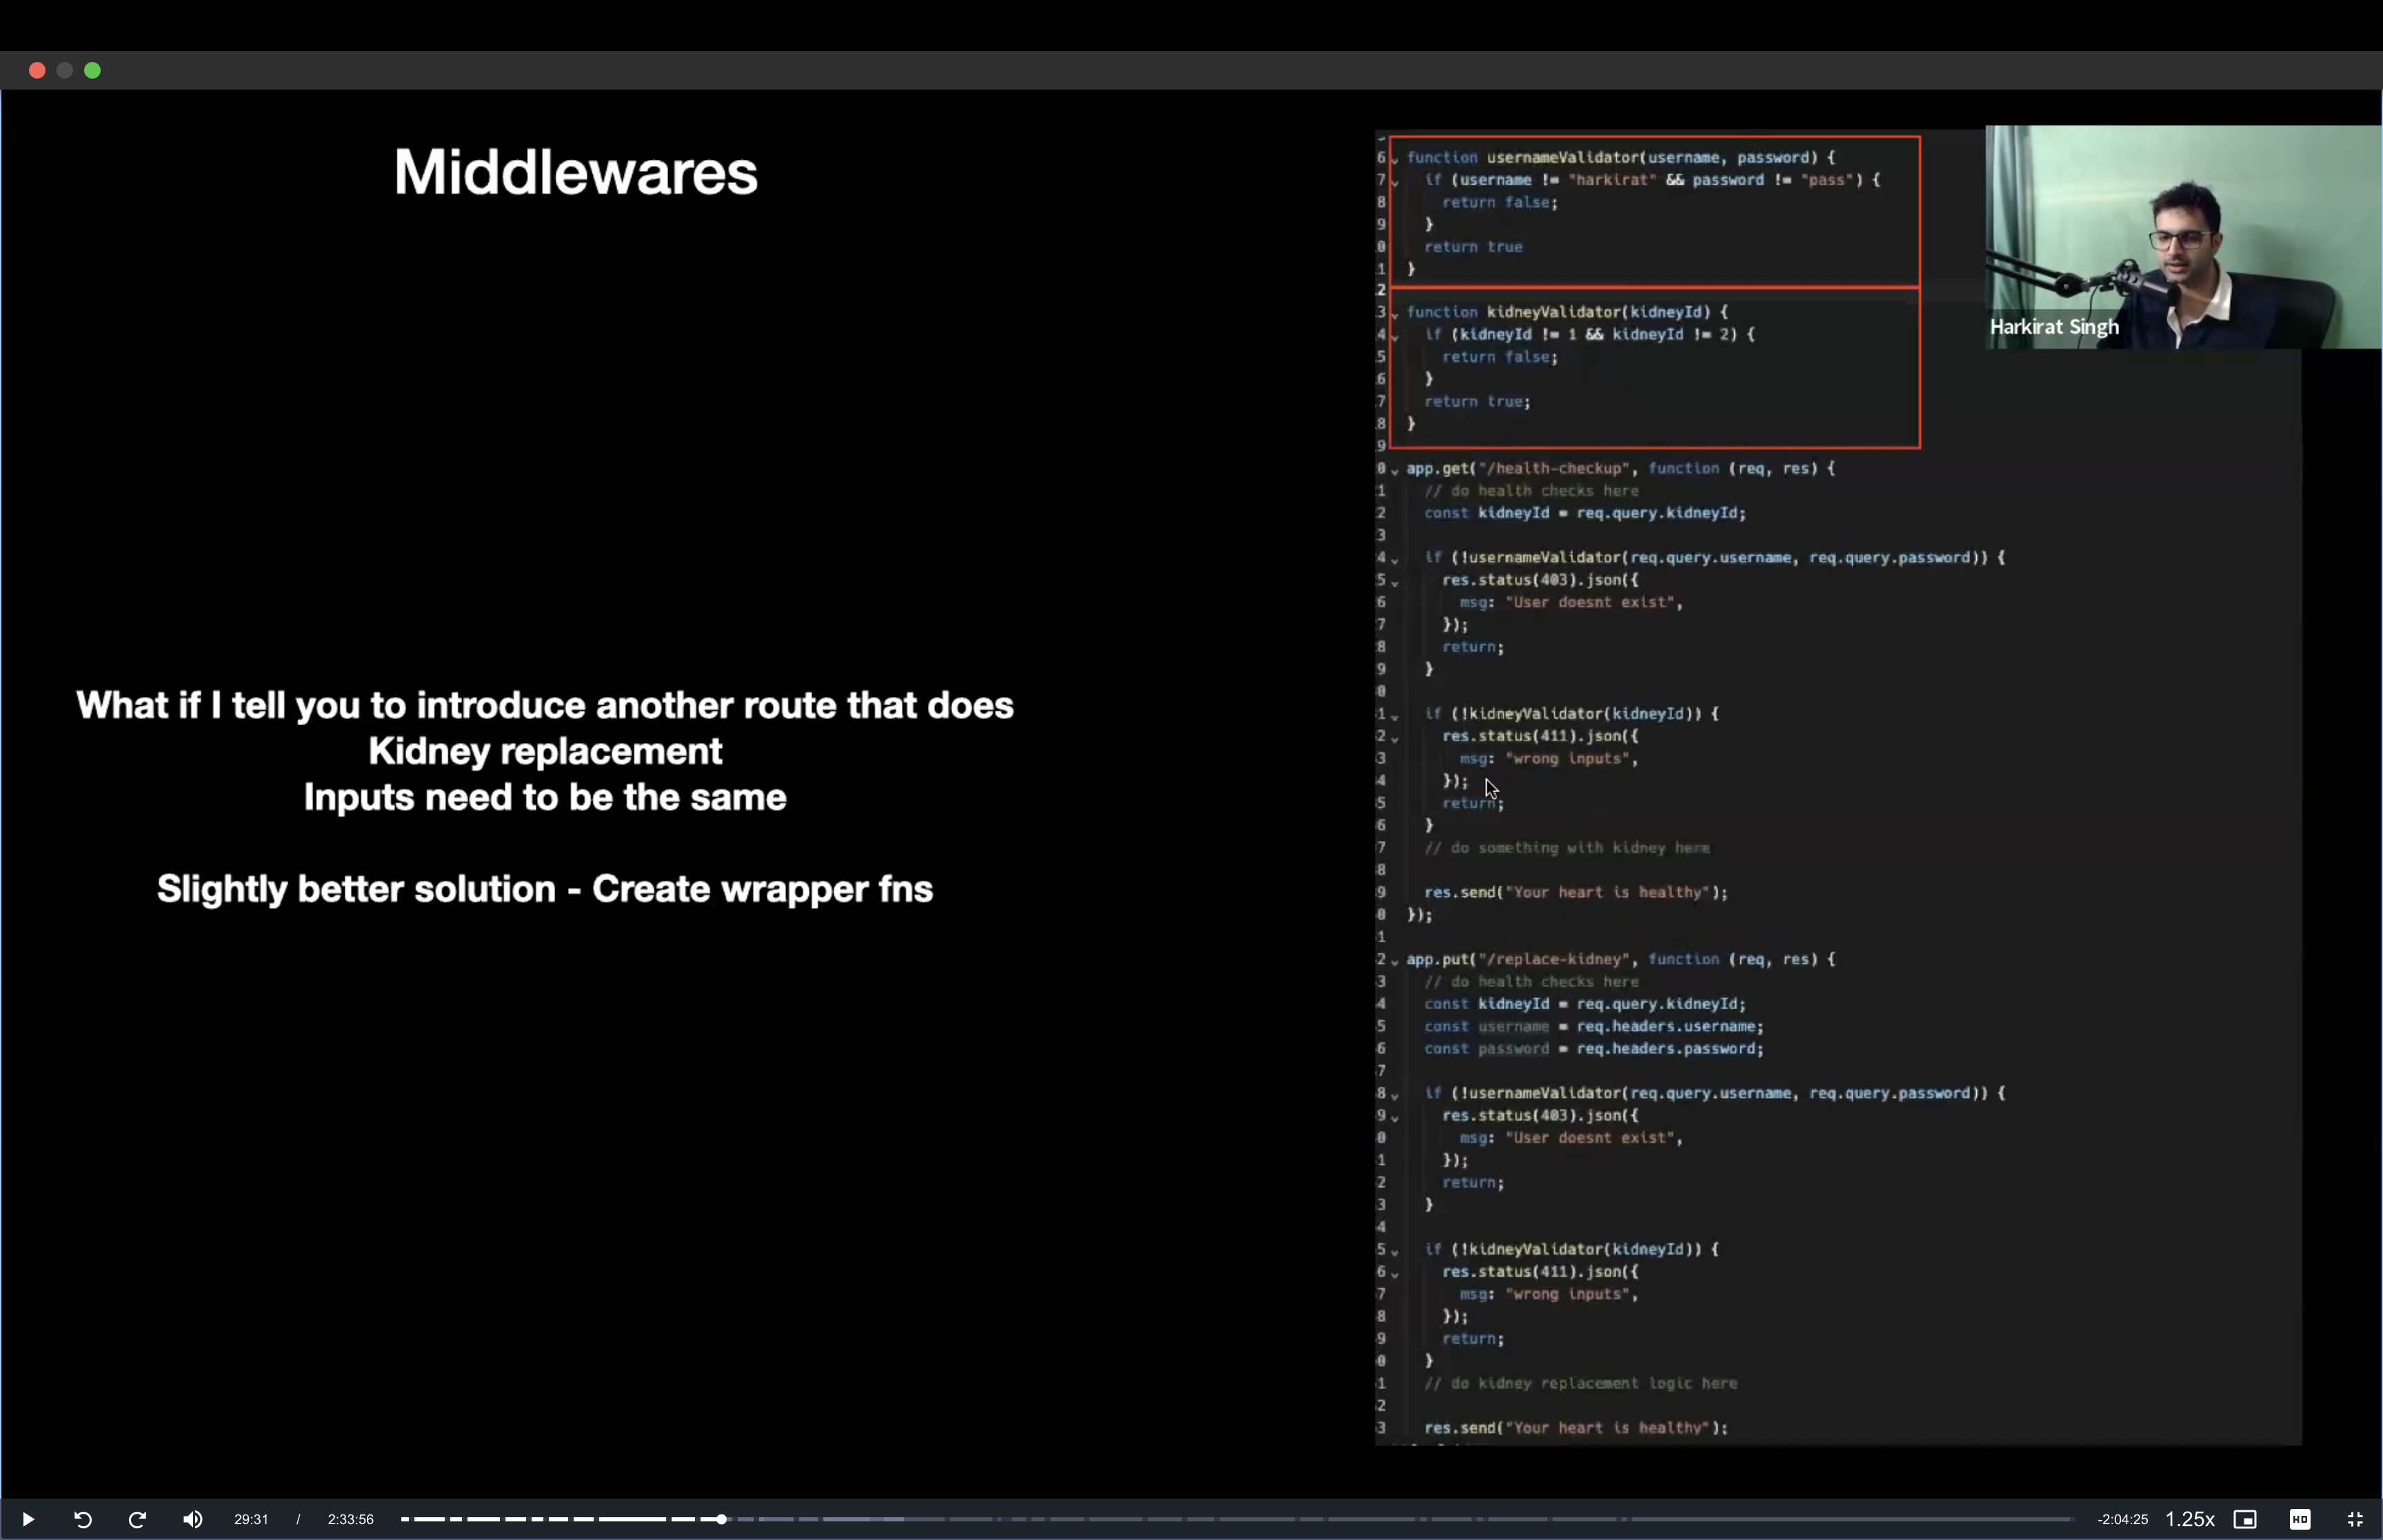 Middlewares
What if I tell you to introduce another route that does
Kidney replacement
Inputs need to be the same
Slightly better solution - Create wrapper fns
6 function usernameValidator(username, password) {
7 if (username != "harkirat" && password != "pass") {
8 return false;
9 }
0 return true
1 }
2
3 function kidneyValidator(kidneyId) {
4 if (kidneyId != 1 && kidneyId != 2) {
5 return false;
6 }
7 return true;
8 }
9
0 app.get("/health-checkup", function (req, res) {
1 // do health checks here
2 const kidneyId = req.query.kidneyId;
3
4 if (!usernameValidator(req.query.username, req.query.password)) {
5 res.status(403).json({
6 msg: "User doesnt exist",
7 });
8 return;
9 }
0
1 if (!kidneyValidator(kidneyId)) {
2 res.status(411).json({
3 msg: "wrong inputs",
4 });
5 return;
6 }
7 // do something with kidney here
8
9 res.send("Your heart is healthy");
0 });
1
2 app.put("/replace-kidney", function (req, res) {
3 // do health checks here
4 const kidneyId = req.query.kidneyId;
5 const username = req.headers.username;
6 const password = req.headers.password;
7
8 if (!usernameValidator(req.query.username, req.query.password)) {
9 res.status(403).json({
0 msg: "User doesnt exist",
1 });
2 return;
3 }
4
5 if (!kidneyValidator(kidneyId)) {
6 res.status(411).json({
7 msg: "wrong inputs",
8 });
9 return;
0 }
1 // do kidney replacement logic here
2
3 res.send("Your heart is healthy");
Harkirat Singh
29:31 / 2:33:56
-2:04:25 1.25x HD